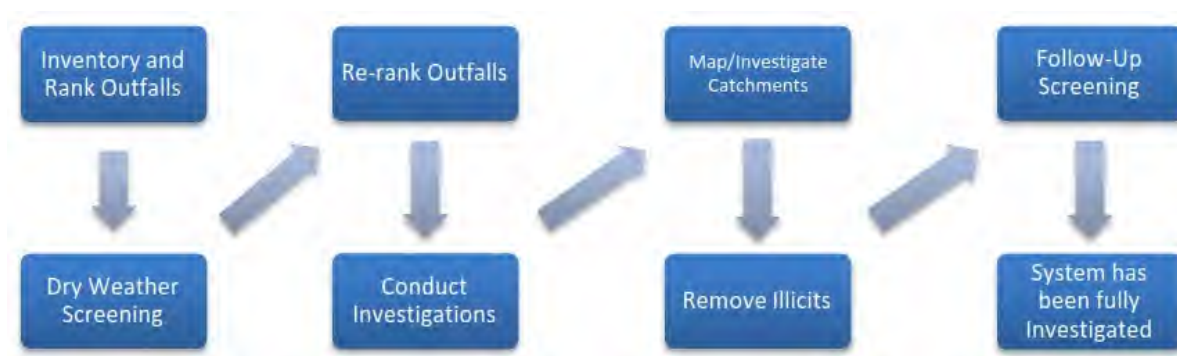 Inventory and
Rank Outfalls
Dry Weather
Screening
Re-rank Outfalls
Conduct
Investigations
Map/Investigate
Catchments
Remove Illicits
Follow-Up
Screening
System has
been fully
Investigated